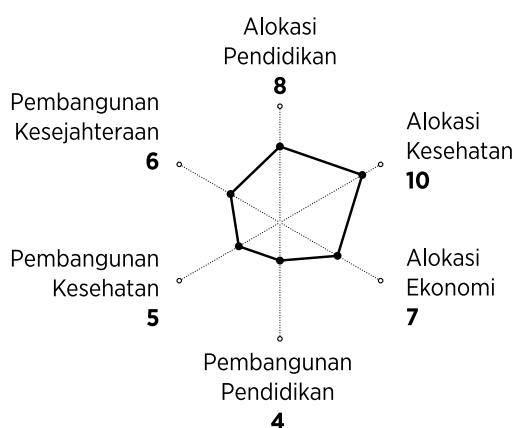 Alokasi
Pendidikan
8
Alokasi
Kesehatan
10
Alokasi
Ekonomi
7
Pembangunan
Pendidikan
4
Pembangunan
Kesehatan
5
Pembangunan
Kesejahteraan
6